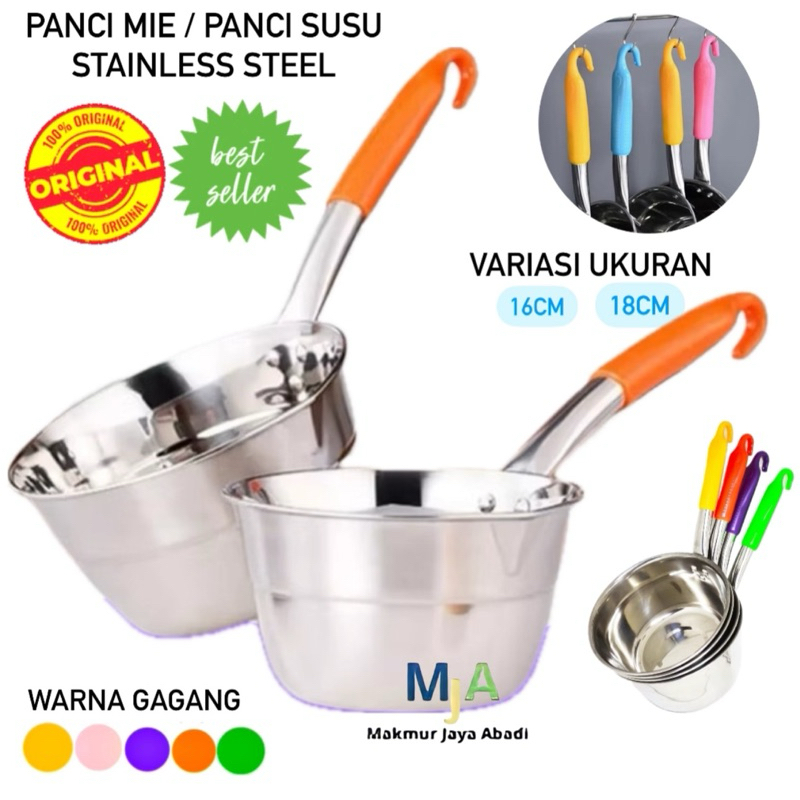 PANCI MIE / PANCI SUSU
STAINLESS STEEL
100% ORIGINAL
ORIGINAL
100% ORIGINAL
best
seller
VARIASI UKURAN
16CM
18CM
WARNA GAGANG
MJA
Makmur Jaya Abadi